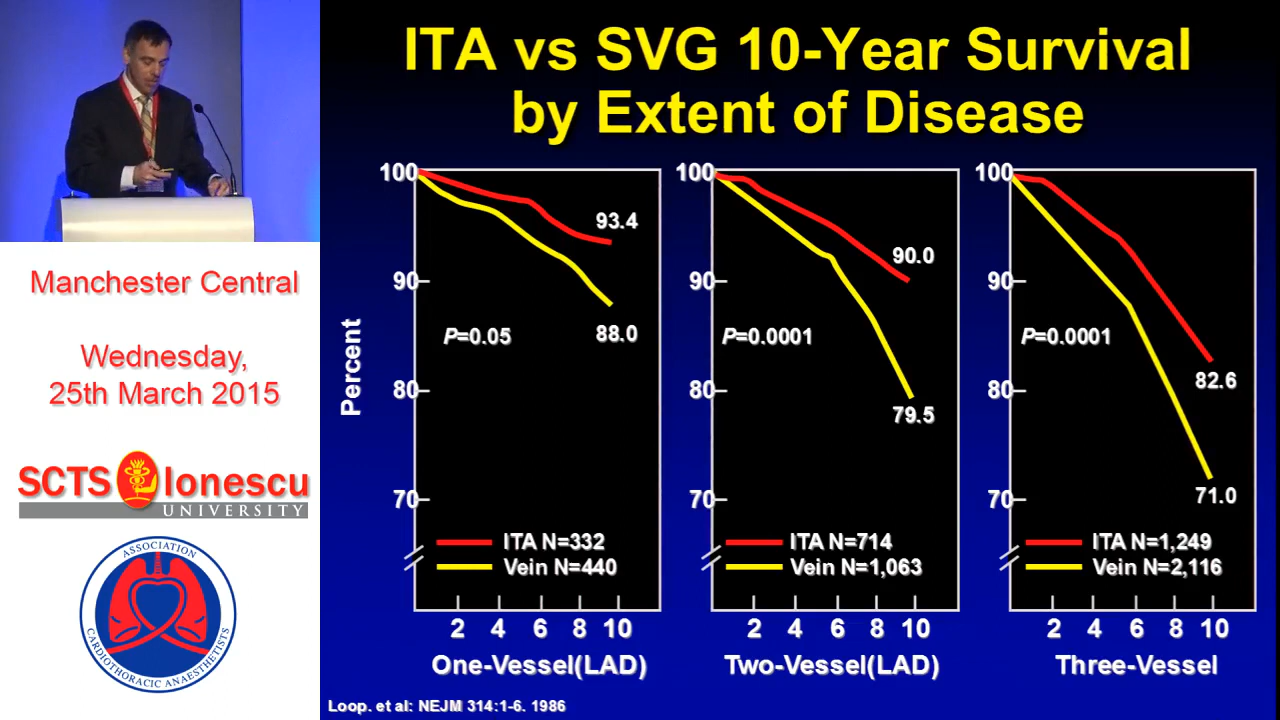 ITA vs SVG 10-Year Survival
by Extent of Disease
Manchester Central
Wednesday,
25th March 2015
SCTS Ionescu
UNIVERSITY
ASSOCIATION
CARDIOTHORACIC ANAESTHETISTS
Percent
100
90
80
70
93.4
88.0
P=0.05
ITA N=332
Vein N=440
2 4 6 8 10
One-Vessel(LAD)
100
90
80
70
90.0
79.5
P=0.0001
ITA N=714
Vein N=1,063
2 4 6 8 10
Two-Vessel(LAD)
100
90
80
70
82.6
71.0
P=0.0001
ITA N=1,249
Vein N=2,116
2 4 6 8 10
Three-Vessel
Loop. et al: NEJM 314:1-6. 1986